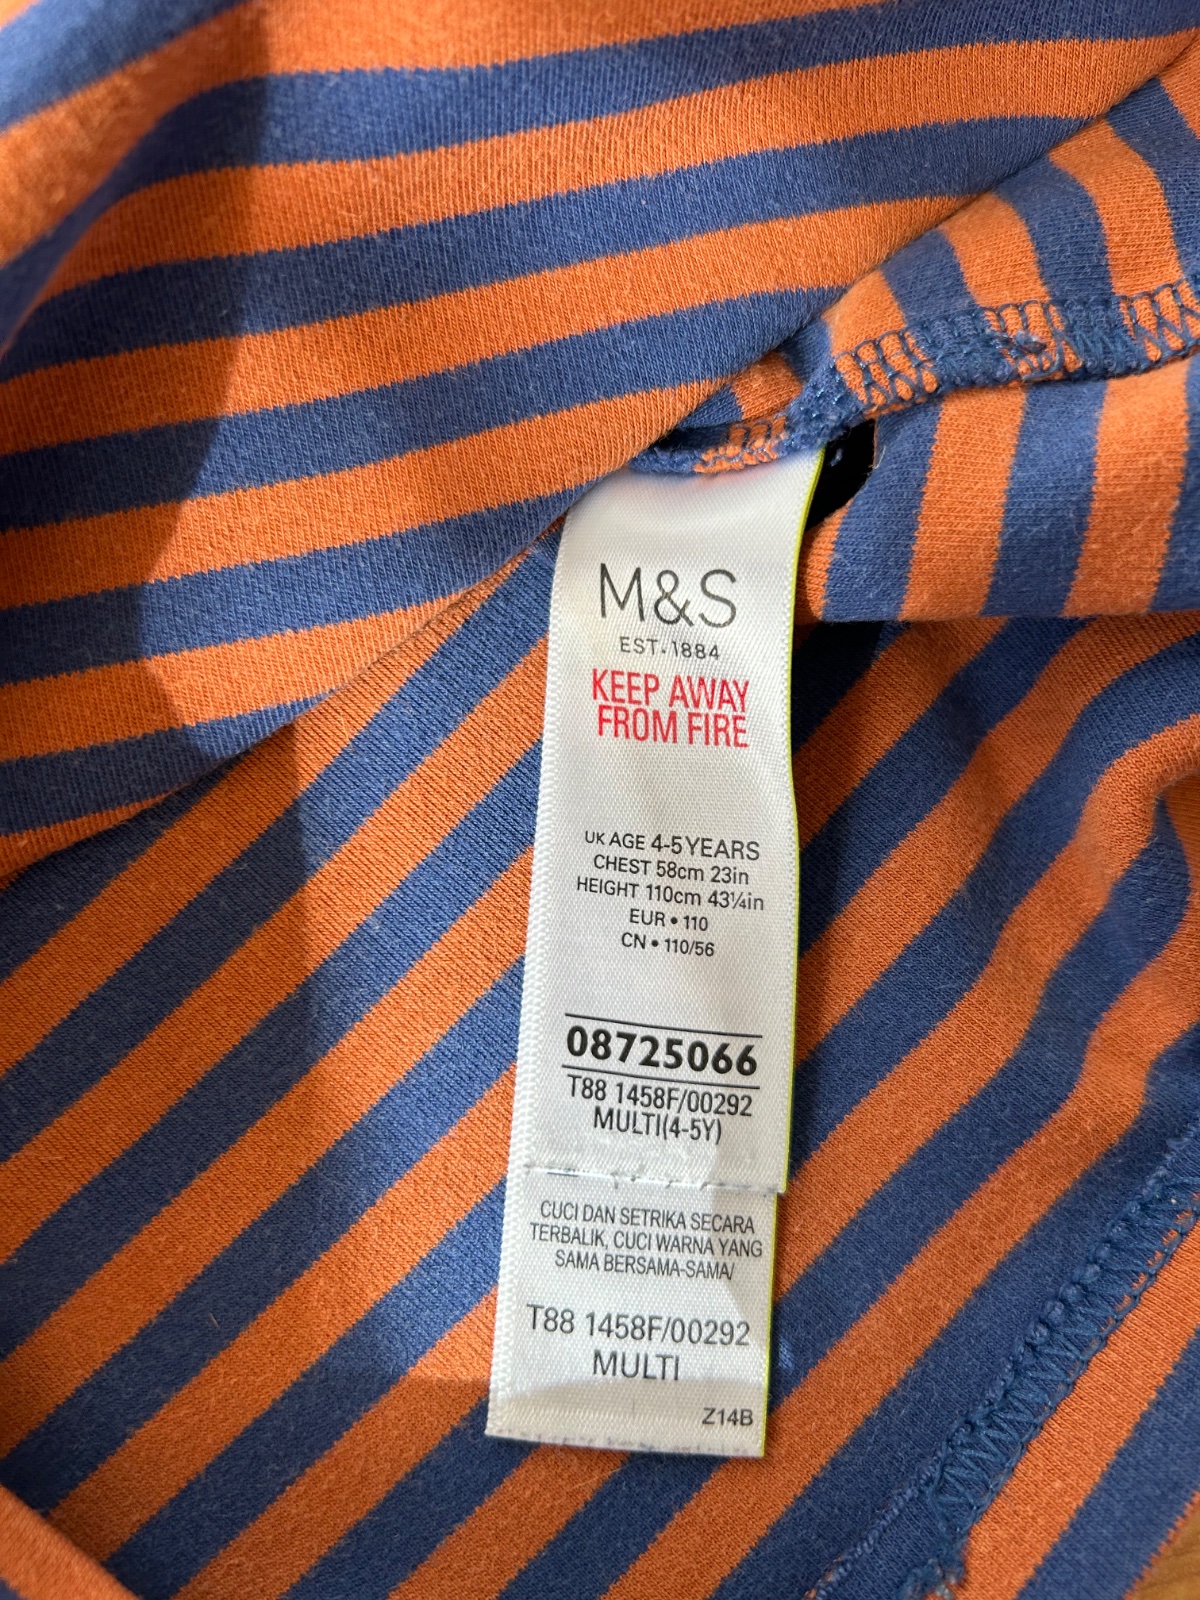 M&S
EST. 1884
KEEP AWAY
FROM FIRE
UK AGE 4-5 YEARS
CHEST 58cm 23in
HEIGHT 110cm 43¼in
EUR • 110
CN • 110/56
08725066
T88 1458F/00292
MULTI(4-5Y)
CUCI DAN SETRIKA SECARA
TERBALIK, CUCI WARNA YANG
SAMA BERSAMA-SAMA/
T88 1458F/00292
MULTI
Z14B